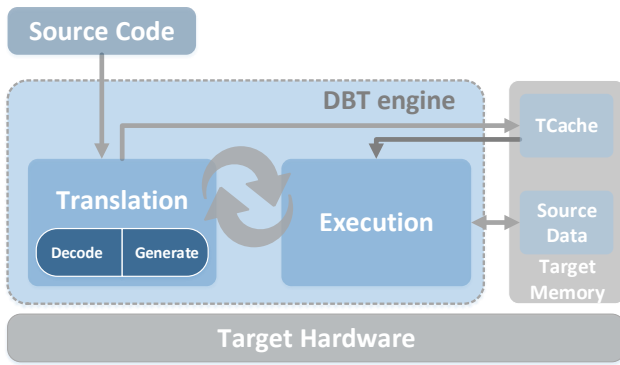 Source Code
DBT engine
TCache
Translation
Decode
Generate
Execution
Source
Data
Target
Memory
Target Hardware